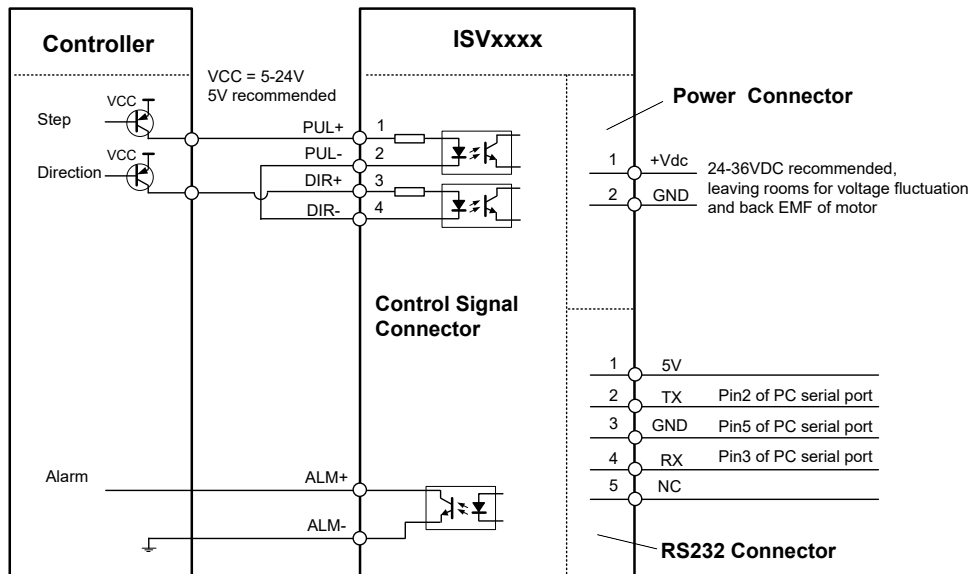 Controller
ISVxxxx
VCC = 5-24V
5V recommended
VCC
Step
PUL+
1
PUL-
2
VCC
Direction
DIR+
3
DIR-
4
Power Connector
1
+Vdc
24-36VDC recommended,
leaving rooms for voltage fluctuation
and back EMF of motor
2
GND
Control Signal
Connector
1
5V
2
TX
Pin2 of PC serial port
3
GND
Pin5 of PC serial port
4
RX
Pin3 of PC serial port
5
NC
Alarm
ALM+
ALM-
RS232 Connector